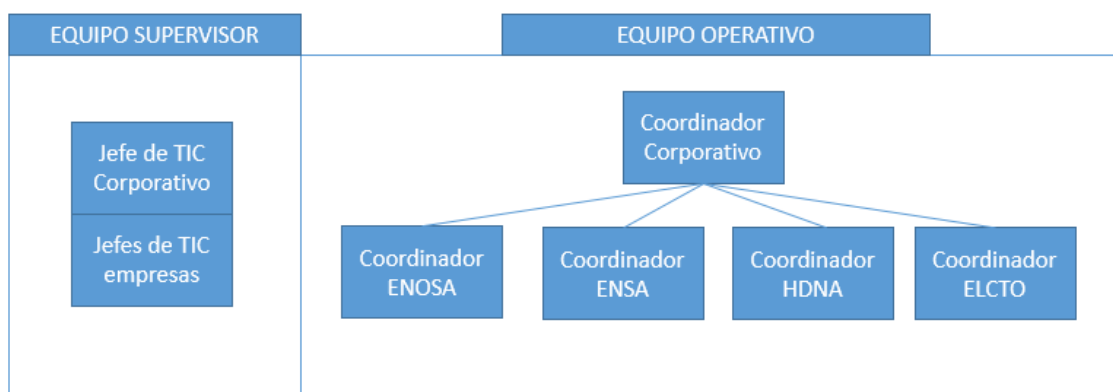 EQUIPO SUPERVISOR
EQUIPO OPERATIVO
Jefe de TIC
Corporativo
Jefes de TIC
empresas
Coordinador
Corporativo
Coordinador
ENOSA
Coordinador
ENSA
Coordinador
HDNA
Coordinador
ELCTO